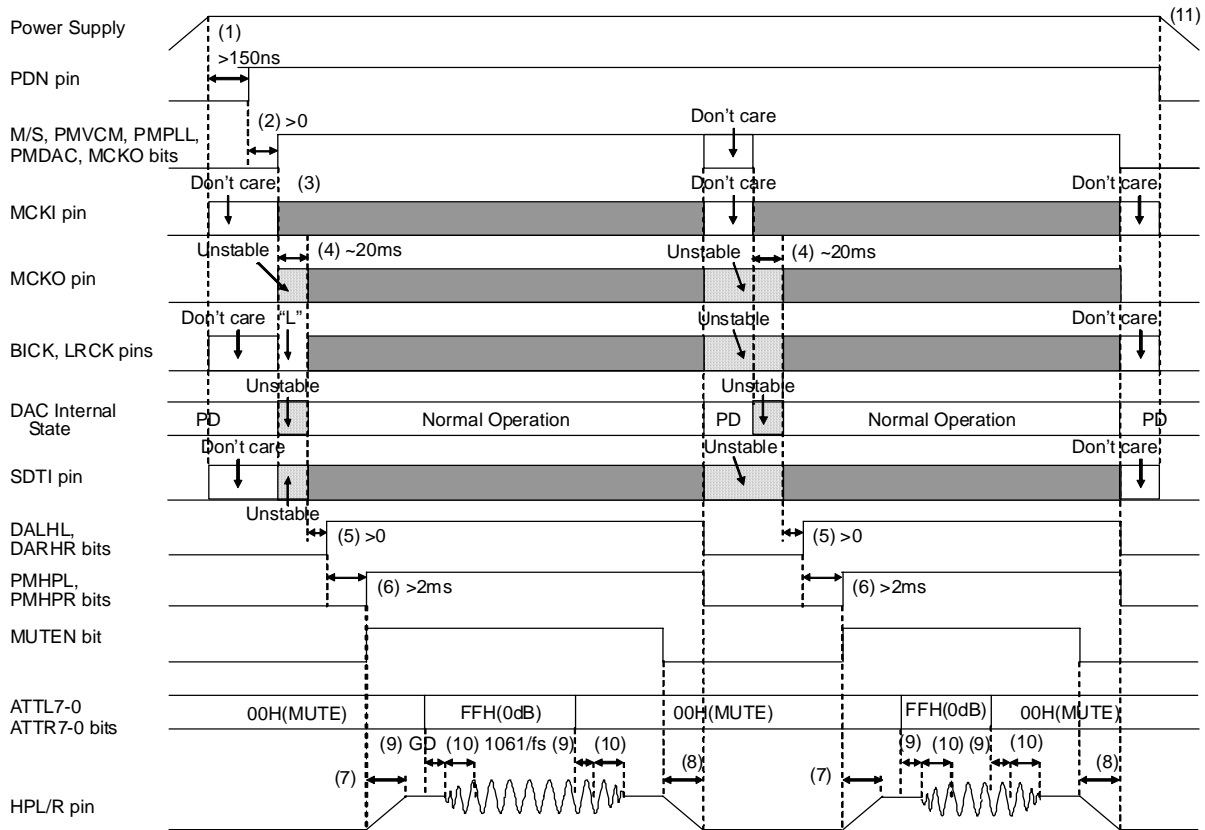 Power Supply
(1)
(11)
>150ns
PDN pin
(2) >0
Don't care
M/S, PMVCM, PMPLL,
PMDAC, MCKO bits
Don't care
(3)
Don't care
Don't care
MCKI pin
Unstable
(4) ~20ms
Unstable
(4) ~20ms
MCKO pin
Don't care
"L"
Unstable
Don't care
BICK, LRCK pins
Unstable
Unstable
DAC Internal
State
PD
Normal Operation
PD
Normal Operation
PD
Don't care
Unstable
Don't care
SDTI pin
Unstable
DALHL,
DARHR bits
(5) >0
(5) >0
PMHPL,
PMHPR bits
(6) >2ms
(6) >2ms
MUTEN bit
ATTL7-0
ATTR7-0 bits
00H(MUTE)
FFH(0dB)
00H(MUTE)
FFH(0dB)
00H(MUTE)
(9) GD
(10) 1061/fs
(9)
(10)
(9)
(10)
(9)
(10)
(7)
(8)
(7)
(8)
HPL/R pin